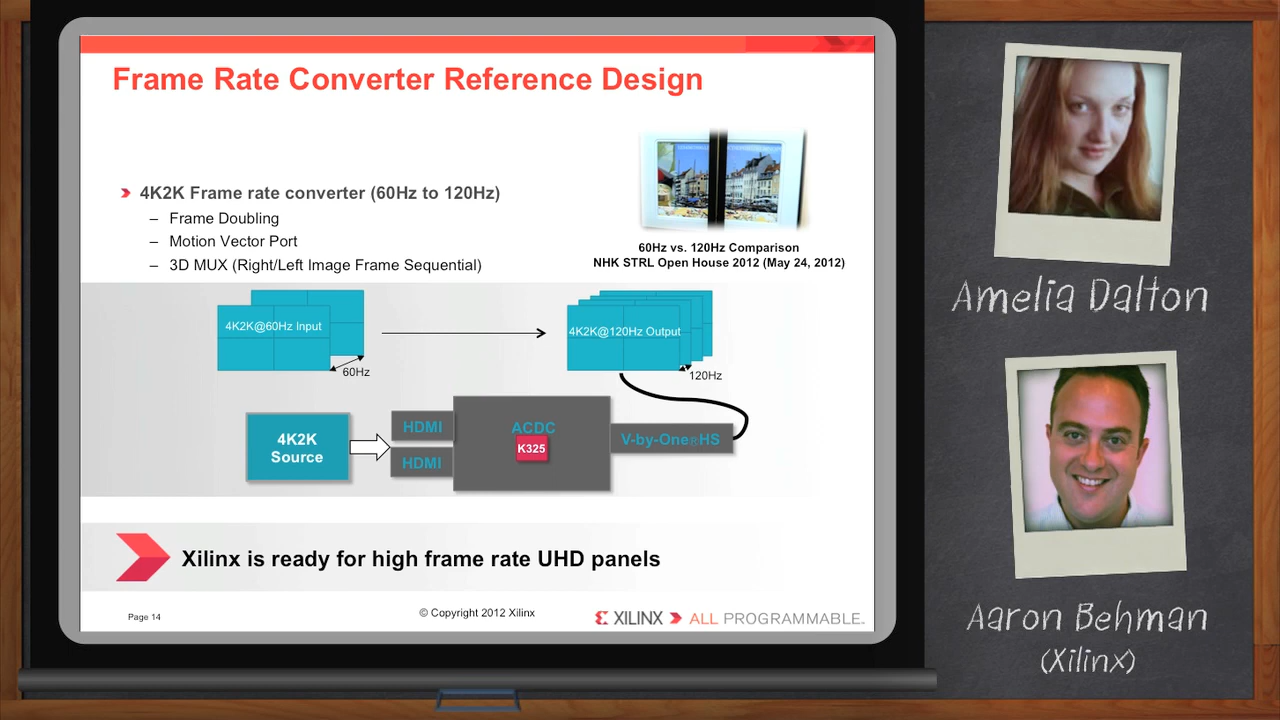 Frame Rate Converter Reference Design
4K2K Frame rate converter (60Hz to 120Hz)
– Frame Doubling
– Motion Vector Port
– 3D MUX (Right/Left Image Frame Sequential)
60Hz vs. 120Hz Comparison
NHK STRL Open House 2012 (May 24, 2012)
4K2K@60Hz Input
60Hz
4K2K@120Hz Output
120Hz
4K2K
Source
HDMI
HDMI
ACDC
K325
V-by-One®HS
Xilinx is ready for high frame rate UHD panels
Page 14
© Copyright 2012 Xilinx
XILINX ALL PROGRAMMABLE™
Amelia Dalton
Aaron Behman
(Xilinx)